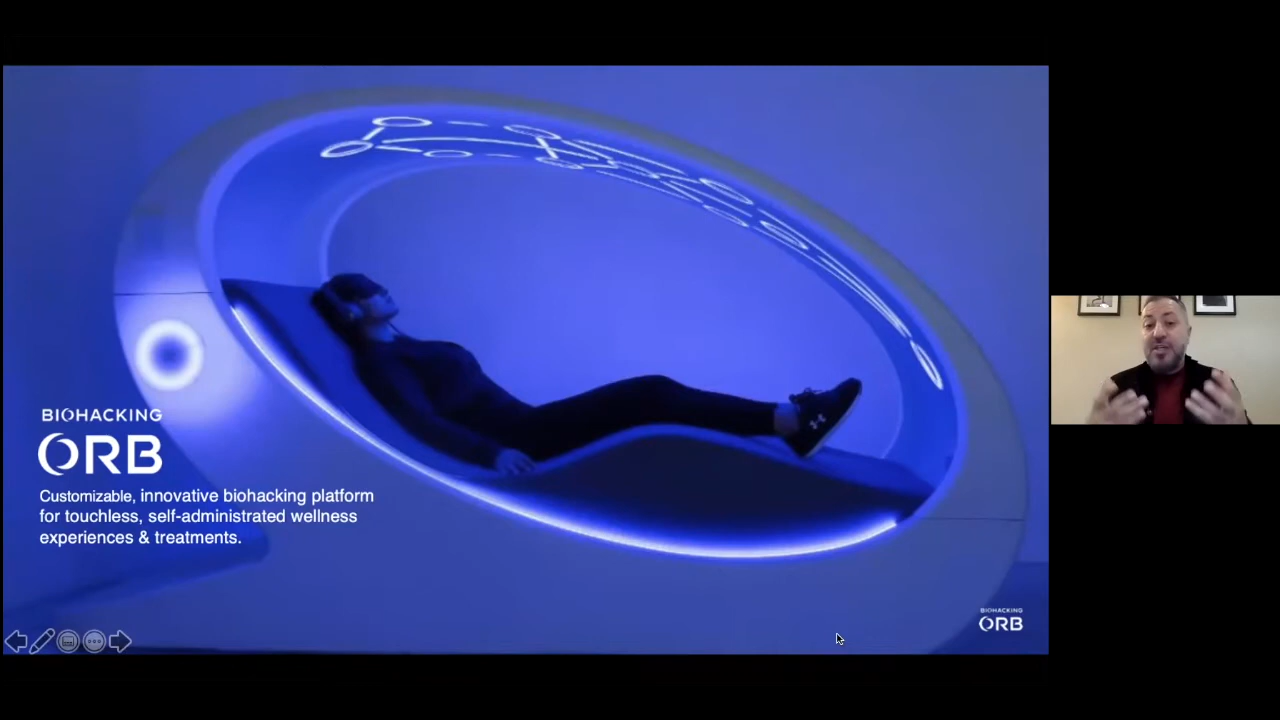 BIOHACKING
ORB
Customizable, innovative biohacking platform
for touchless, self-administrated wellness
experiences & treatments.
BIOHACKING
ORB